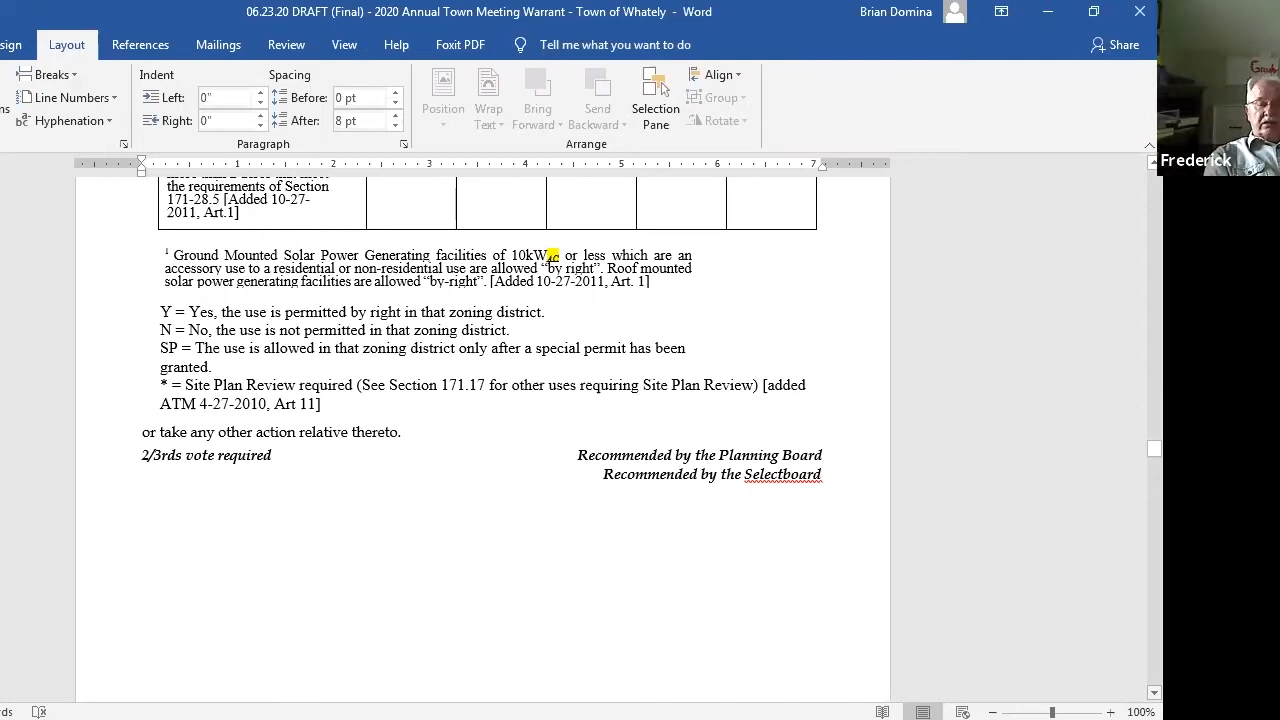 06.23.20 DRAFT (Final) - 2020 Annual Town Meeting Warrant - Town of Whately - Word
Brian Domina
sign Layout References Mailings Review View Help Foxit PDF Tell me what you want to do Share
Breaks
Line Numbers
Hyphenation
Indent
Left: 0"
Right: 0"
Spacing
Before: 0 pt
After: 8 pt
Paragraph
Position
Wrap Text
Bring Forward
Send Backward
Selection Pane
Align
Group
Rotate
Arrange
Frederick
1 2 3 4 5 6 7
the requirements of Section
171-28.5 [Added 10-27-
2011, Art.1]
1 Ground Mounted Solar Power Generating facilities of 10kWAC or less which are an
accessory use to a residential or non-residential use are allowed “by right”. Roof mounted
solar power generating facilities are allowed “by-right”. [Added 10-27-2011, Art. 1]
Y = Yes, the use is permitted by right in that zoning district.
N = No, the use is not permitted in that zoning district.
SP = The use is allowed in that zoning district only after a special permit has been
granted.
* = Site Plan Review required (See Section 171.17 for other uses requiring Site Plan Review) [added
ATM 4-27-2010, Art 11]
or take any other action relative thereto.
2/3rds vote required Recommended by the Planning Board
Recommended by the Selectboard
100%